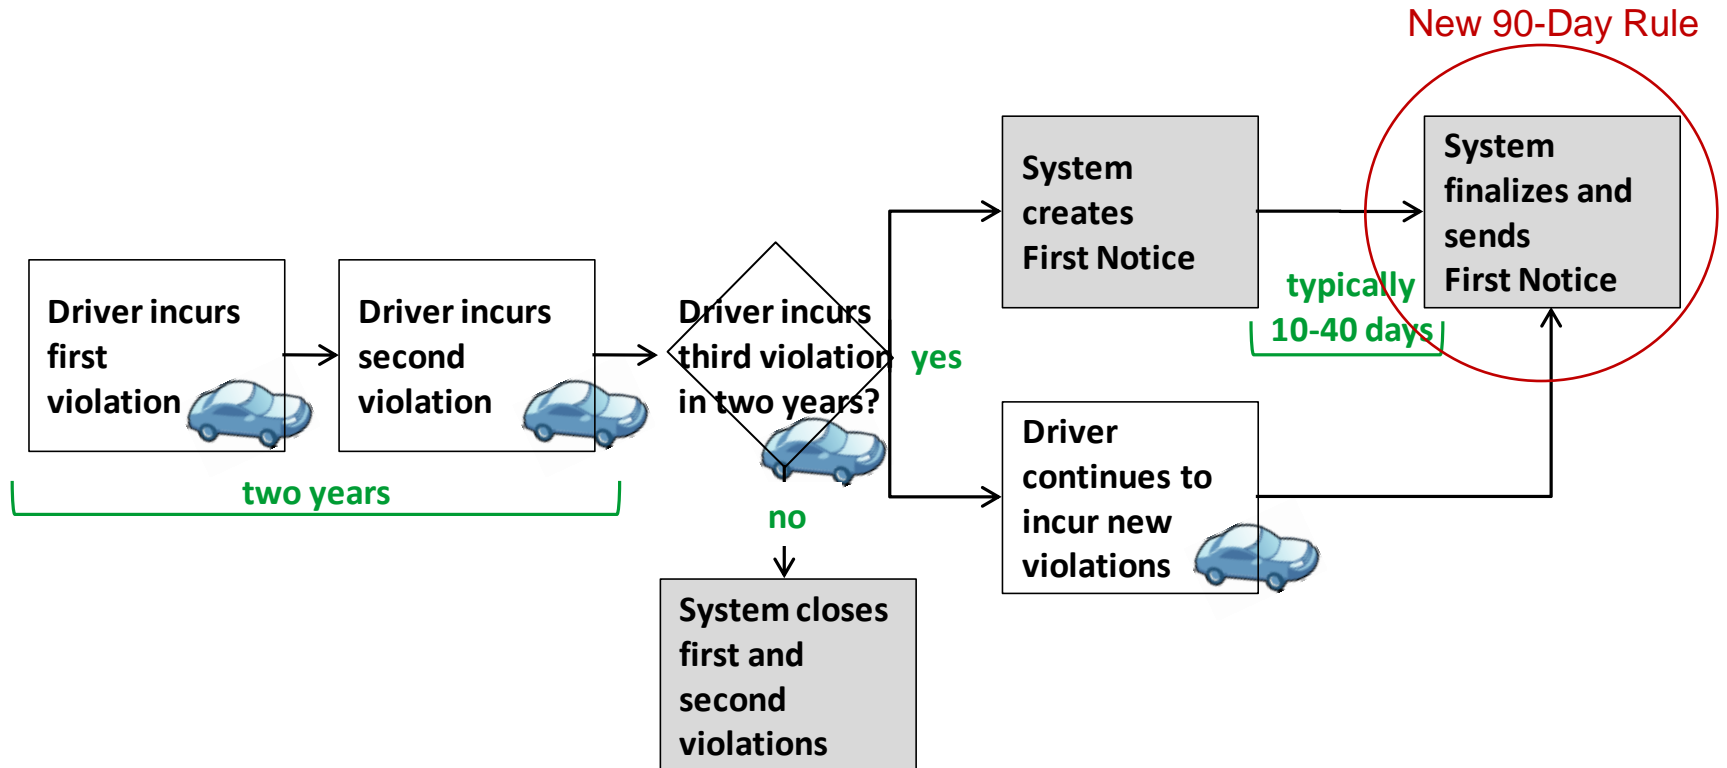 New 90-Day Rule
Driver incurs
first
violation
two years
Driver incurs
second
violation
Driver incurs
third violation
in two years?
yes
no
System closes
first and
second
violations
System
creates
First Notice
typically
10-40 days
Driver
continues to
incur new
violations
System
finalizes and
sends
First Notice